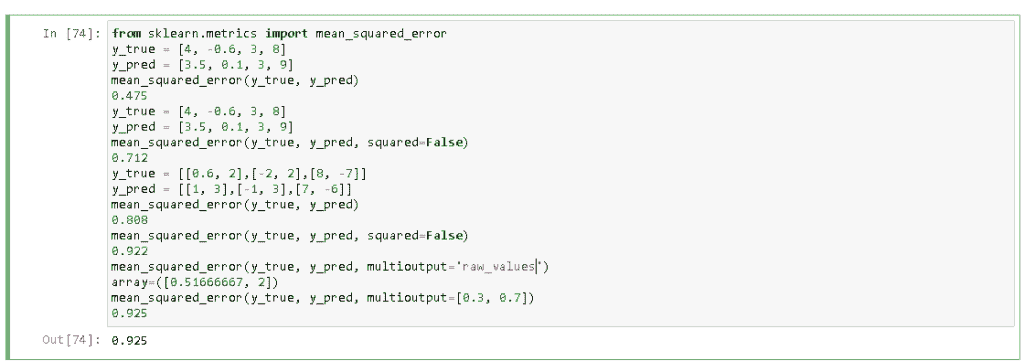 In [74]: from sklearn.metrics import mean_squared_error
y_true = [4, -0.6, 3, 8]
y_pred = [3.5, 0.1, 3, 9]
mean_squared_error(y_true, y_pred)
0.475
y_true = [4, -0.6, 3, 8]
y_pred = [3.5, 0.1, 3, 9]
mean_squared_error(y_true, y_pred, squared=False)
0.712
y_true = [[0.6, 2],[-2, 2],[8, -7]]
y_pred = [[1, 3],[-1, 3],[7, -6]]
mean_squared_error(y_true, y_pred)
0.808
mean_squared_error(y_true, y_pred, squared=False)
0.922
mean_squared_error(y_true, y_pred, multioutput='raw_values')
array=([0.51666667, 2])
mean_squared_error(y_true, y_pred, multioutput=[0.3, 0.7])
0.925
Out[74]: 0.925